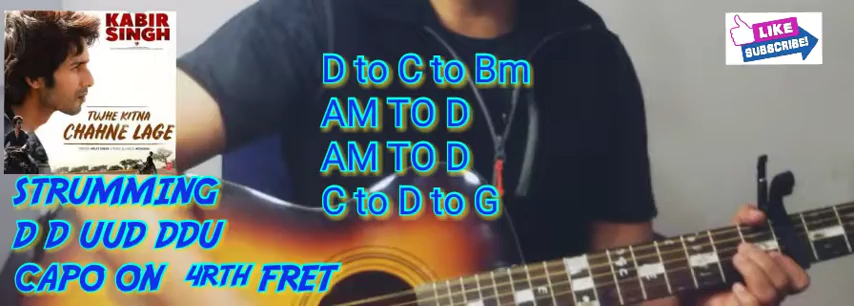 KABIR
SINGH
TUJHE KITNA
CHAHNE LAGE
D to C to Bm
AM TO D
AM TO D
C to D to G
LIKE
SUBSCRIBE!
STRUMMING
D D UUD DDU
CAPO ON 4RTH FRET